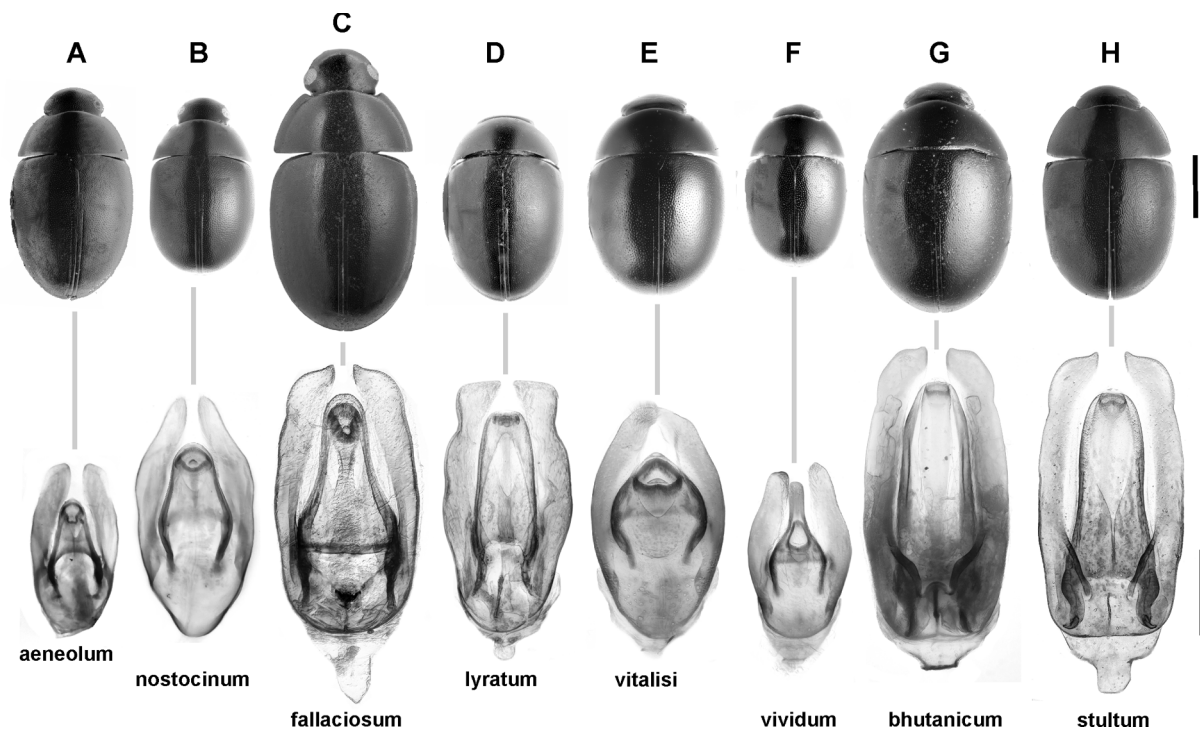 A B C D E F G H
aeneolum
nostocinum
fallaciosum
lyratum
vitalisi
vividum
bhutanicum
stultum